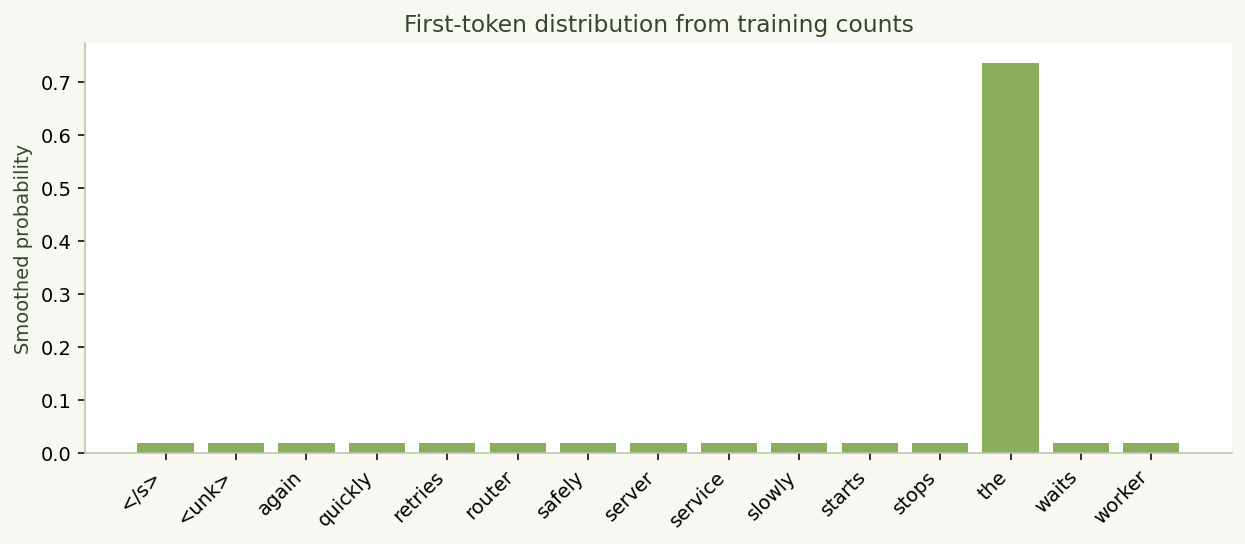 First-token distribution from training counts
Smoothed probability
0.7
0.6
0.5
0.4
0.3
0.2
0.1
0.0
</s>
<unk>
again
quickly
retries
router
safely
server
service
slowly
starts
stops
the
waits
worker